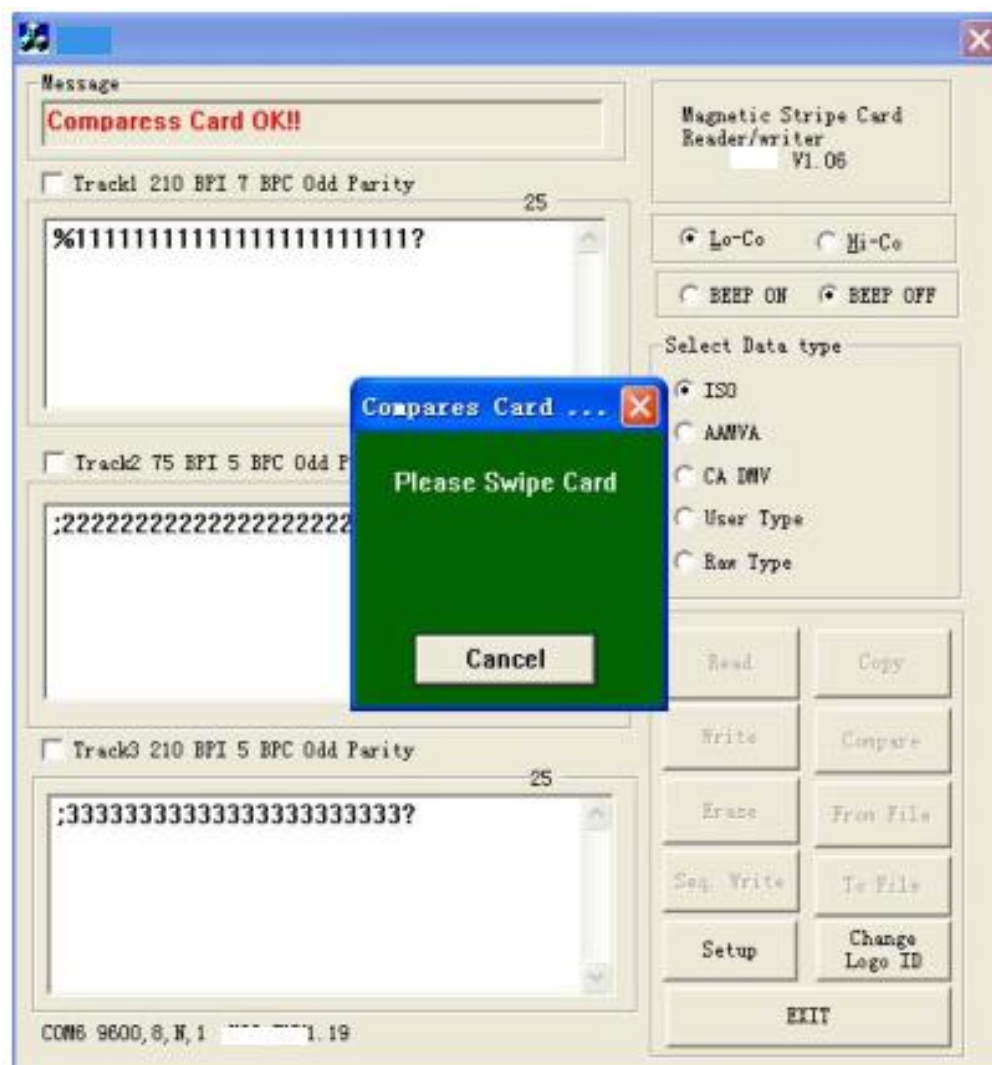 Message
Comparess Card OK!!
Magnetic Stripe Card
Reader/writer
V1.06
Track1 210 BPI 7 BPC Odd Parity
25
%11111111111111111111111?
Lo-Co Hi-Co
BEEP ON BEEP OFF
Select Data type
ISO
AAMVA
CA DMV
User Type
Raw Type
Compares Card ...
Please Swipe Card
Cancel
Track2 75 BPI 5 BPC Odd P
;22222222222222222222
Track3 210 BPI 5 BPC Odd Parity
25
;33333333333333333333333?
Read Copy
Write Compare
Erase From File
Seq. Write To File
Setup Change
Logo ID
EXIT
COM6 9600,8,N,1 1.19